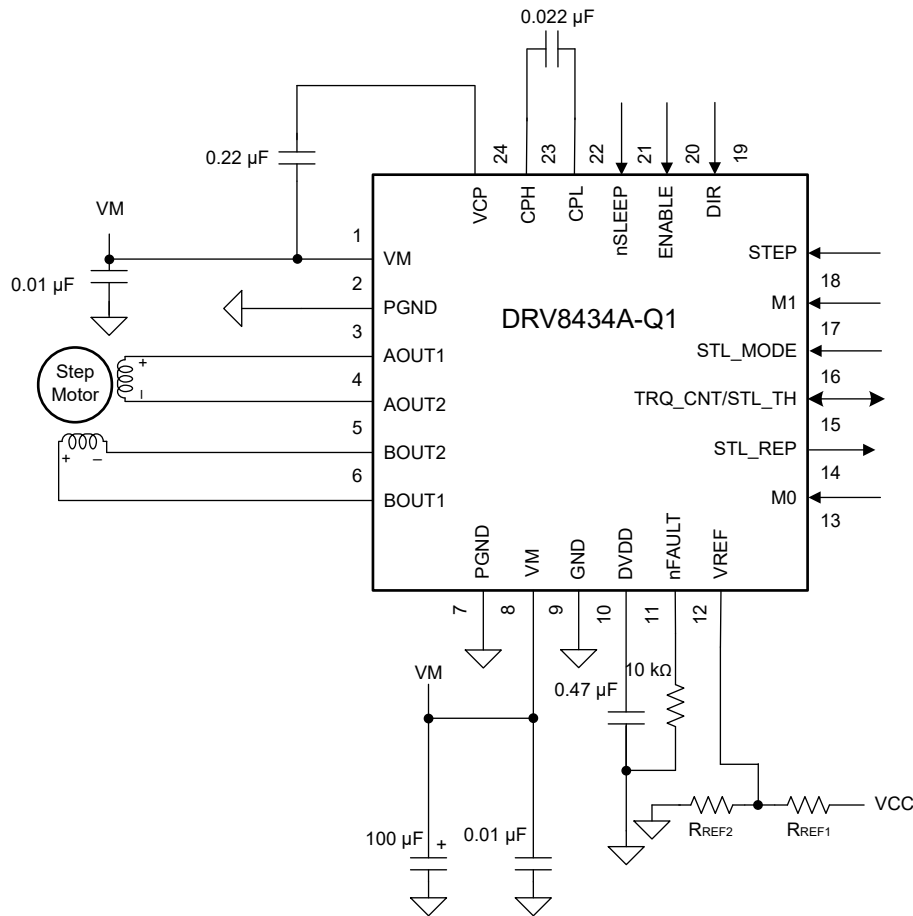 0.022 µF
0.22 µF
24
23
22
21
20
19
VCP
CPH
CPL
nSLEEP
ENABLE
DIR
VM
0.01 µF
1
VM
2
PGND
3
AOUT1
4
AOUT2
5
BOUT2
6
BOUT1
Step
Motor
+
–
+
–
DRV8434A-Q1
STEP
18
M1
17
STL_MODE
16
TRQ_CNT/STL_TH
15
STL_REP
14
M0
13
PGND
VM
GND
DVDD
nFAULT
VREF
7
8
9
10
11
12
VM
0.47 µF
10 kΩ
100 µF
+
0.01 µF
RREF2
RREF1
VCC